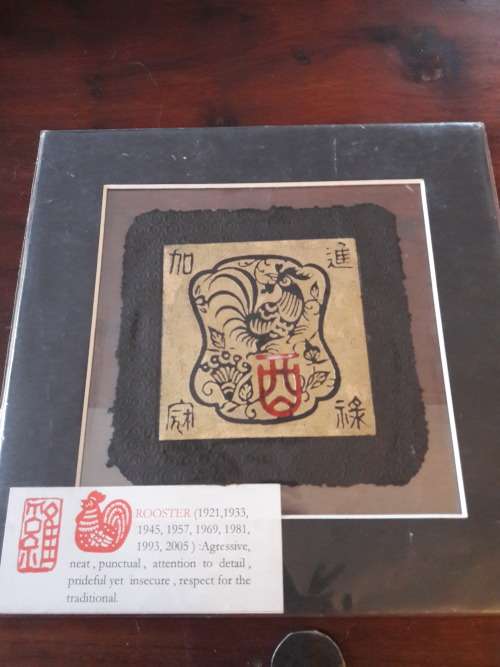 加 進
酉
祿
ROOSTER (1921,1933,
1945, 1957, 1969, 1981,
1993, 2005 ) :Agressive,
neat , punctual , attention to detail ,
prideful yet insecure , respect for the
traditional.